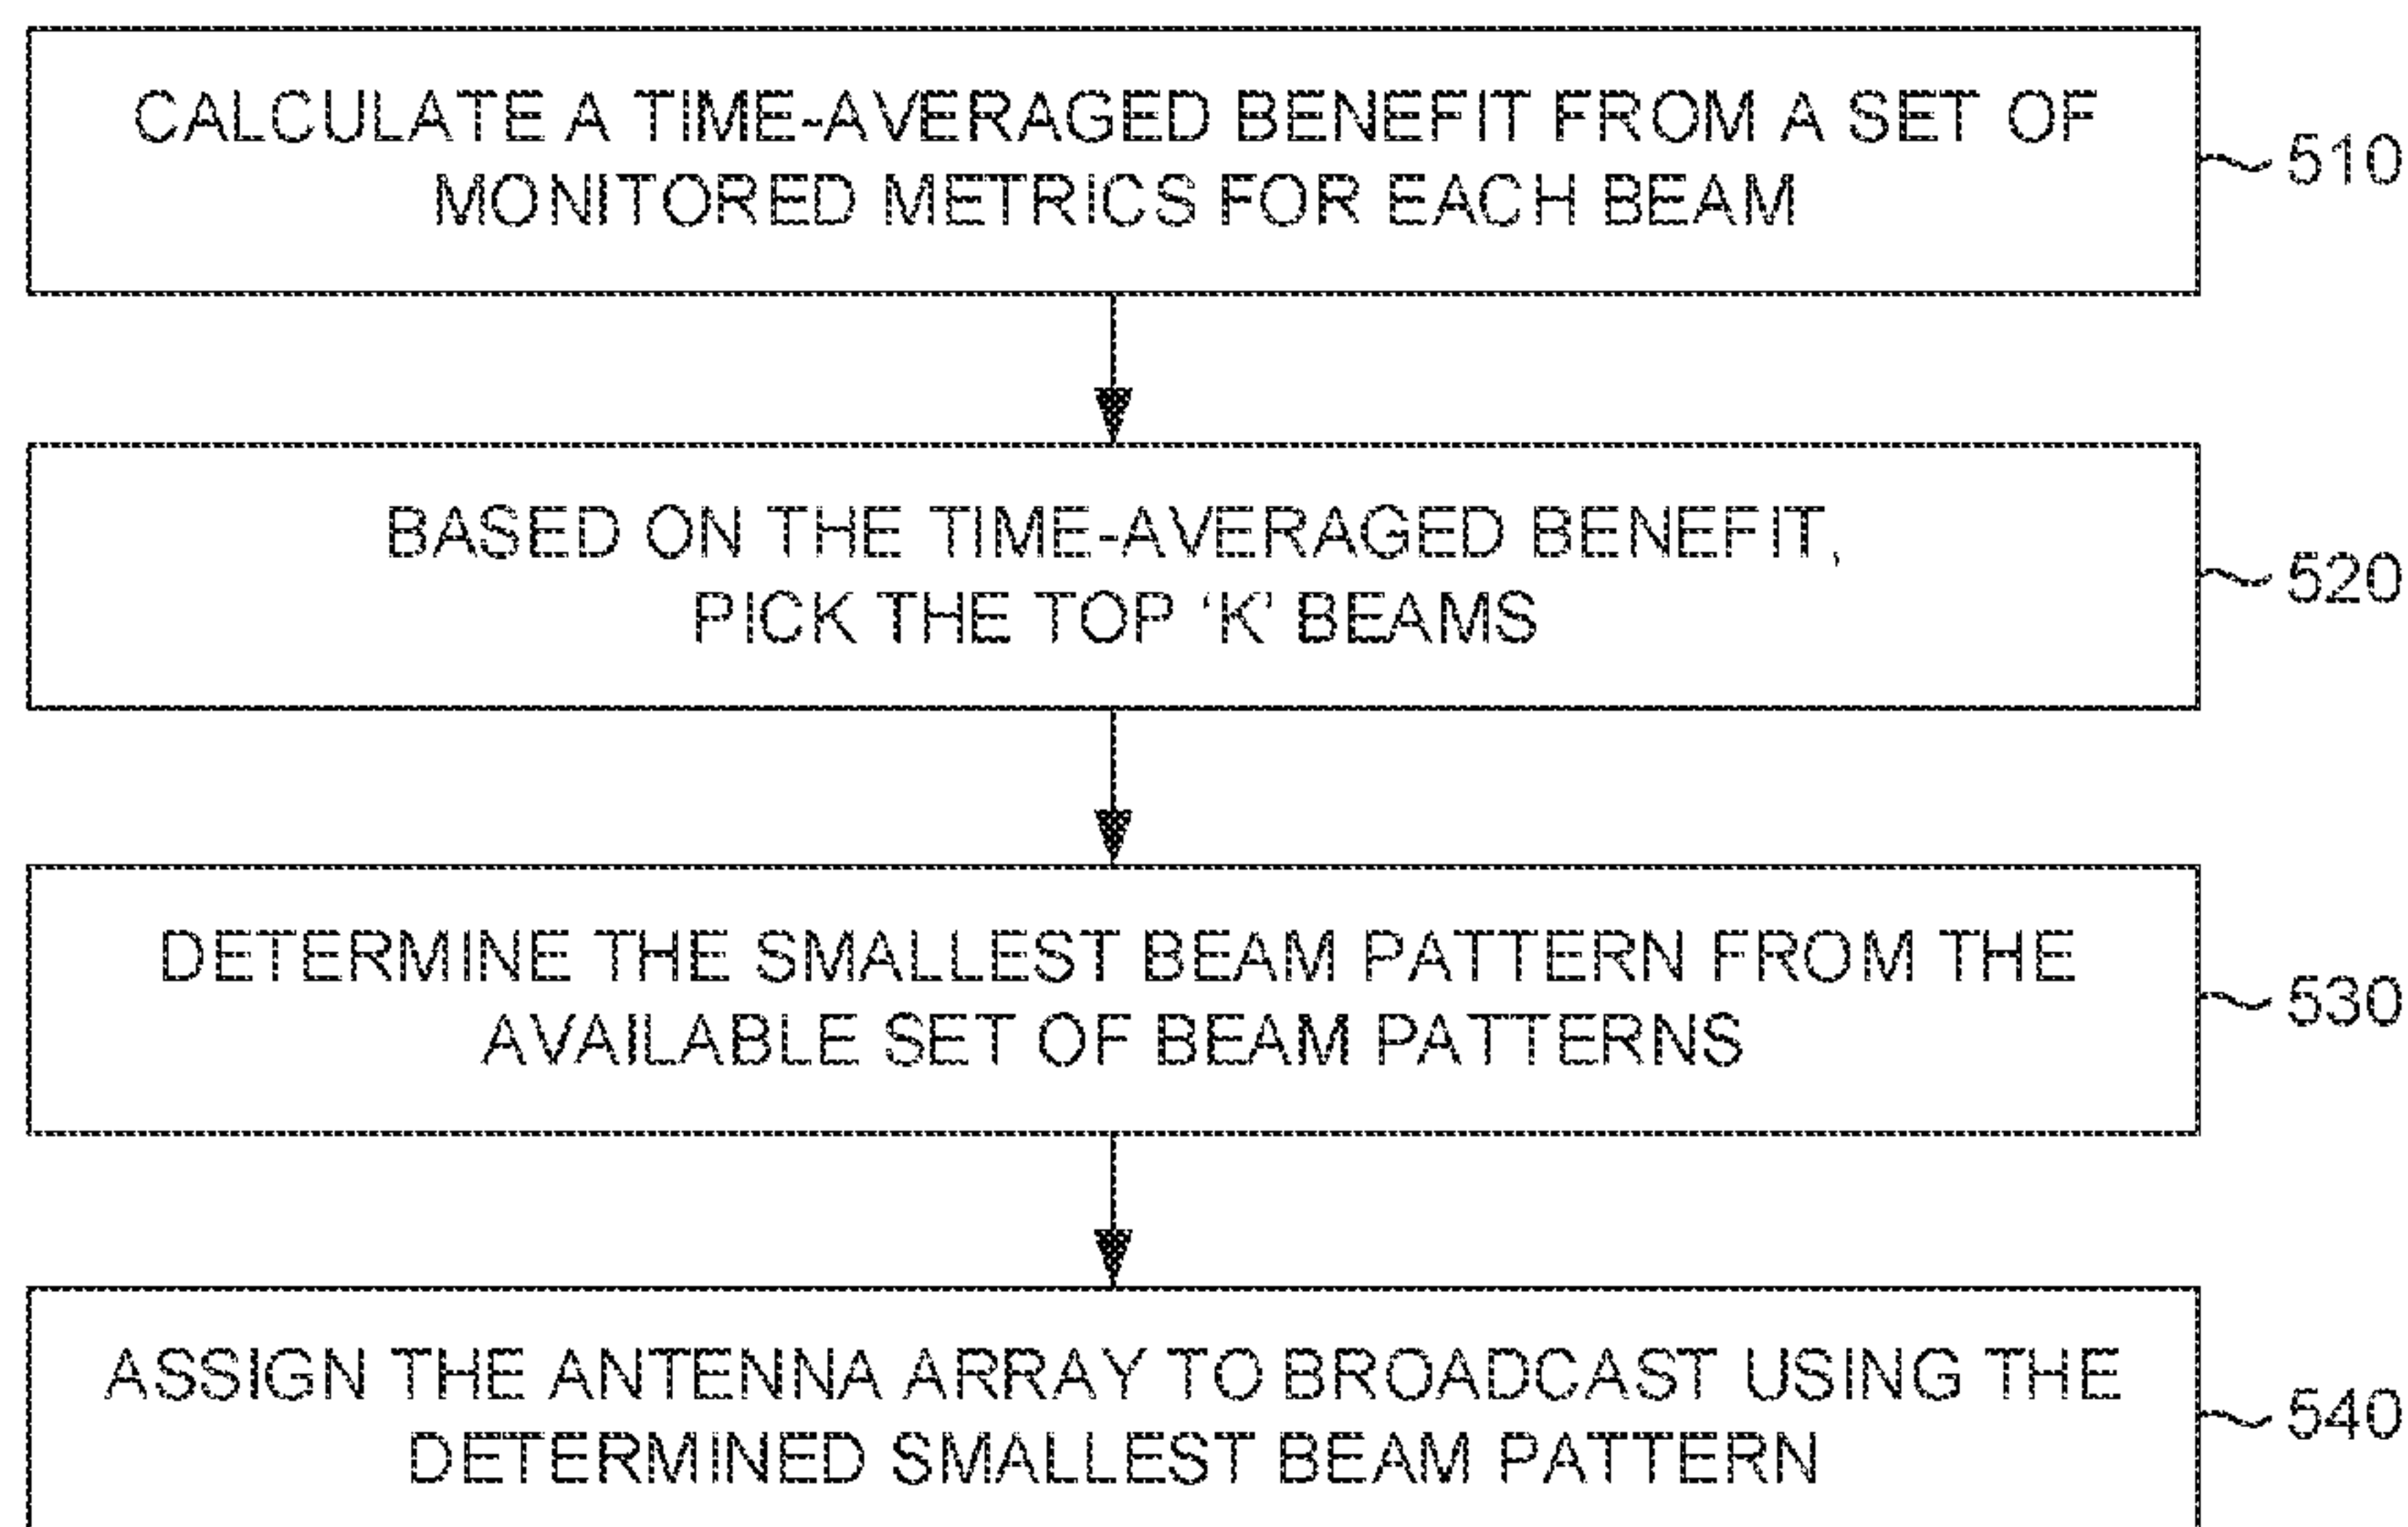 CALCULATE A TIME-AVERAGED BENEFIT FROM A SET OF
MONITORED METRICS FOR EACH BEAM
510
BASED ON THE TIME-AVERAGED BENEFIT,
PICK THE TOP ‘K’ BEAMS
520
DETERMINE THE SMALLEST BEAM PATTERN FROM THE
AVAILABLE SET OF BEAM PATTERNS
530
ASSIGN THE ANTENNA ARRAY TO BROADCAST USING THE
DETERMINED SMALLEST BEAM PATTERN
540